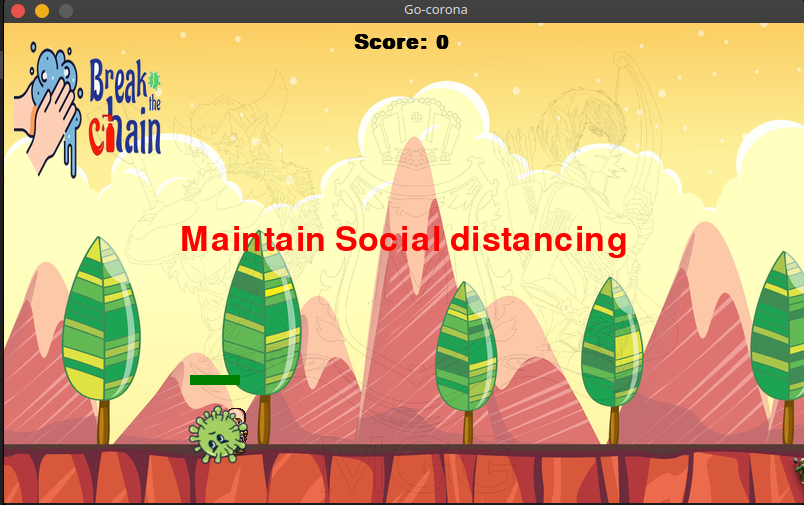 Go-corona
Score: 0
Break
the
chain
Maintain Social distancing